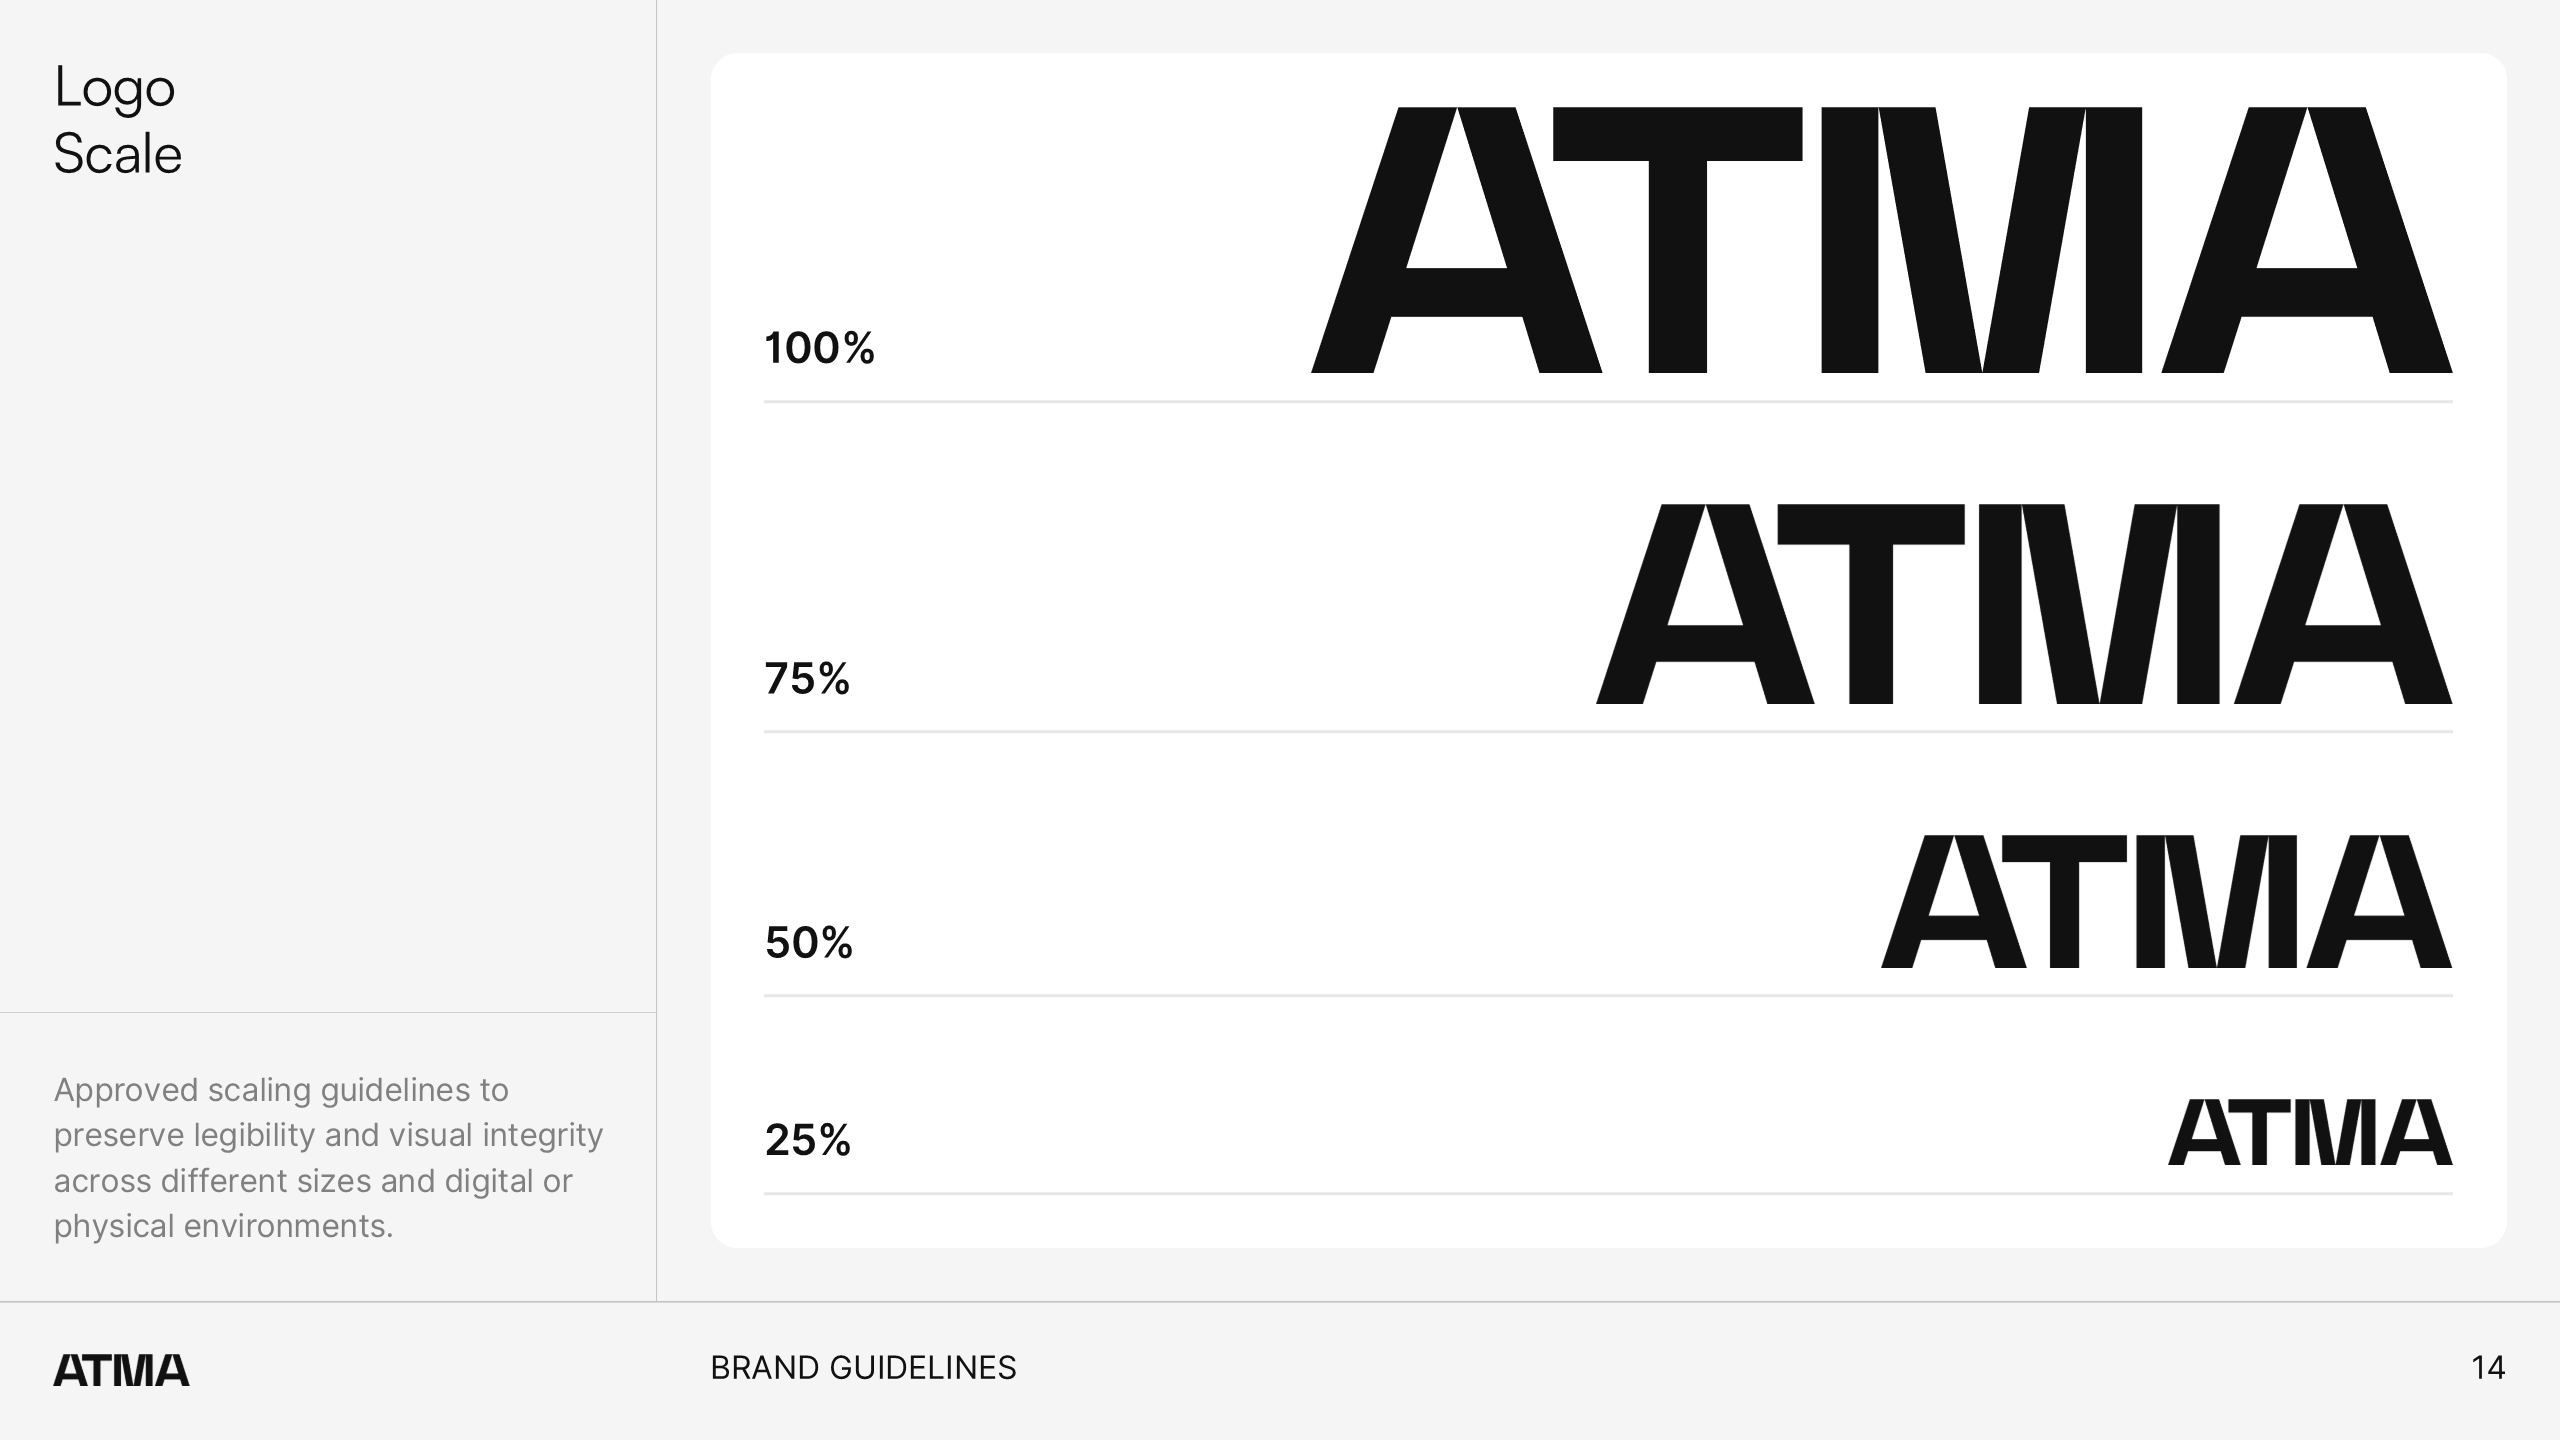 Logo
Scale
100%
ATMA
75%
ATMA
50%
ATMA
25%
ATMA
Approved scaling guidelines to
preserve legibility and visual integrity
across different sizes and digital or
physical environments.
ATMA
BRAND GUIDELINES
14